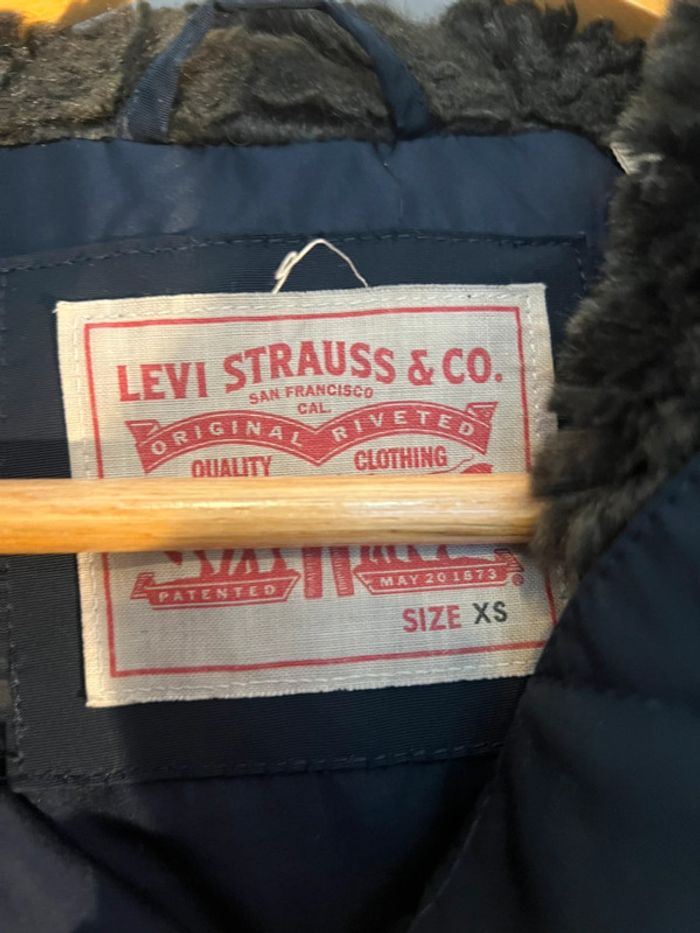 LEVI STRAUSS & CO.
SAN FRANCISCO
CAL.
ORIGINAL RIVETED
QUALITY CLOTHING
PATENTED MAY 20 1873 ®
SIZE XS